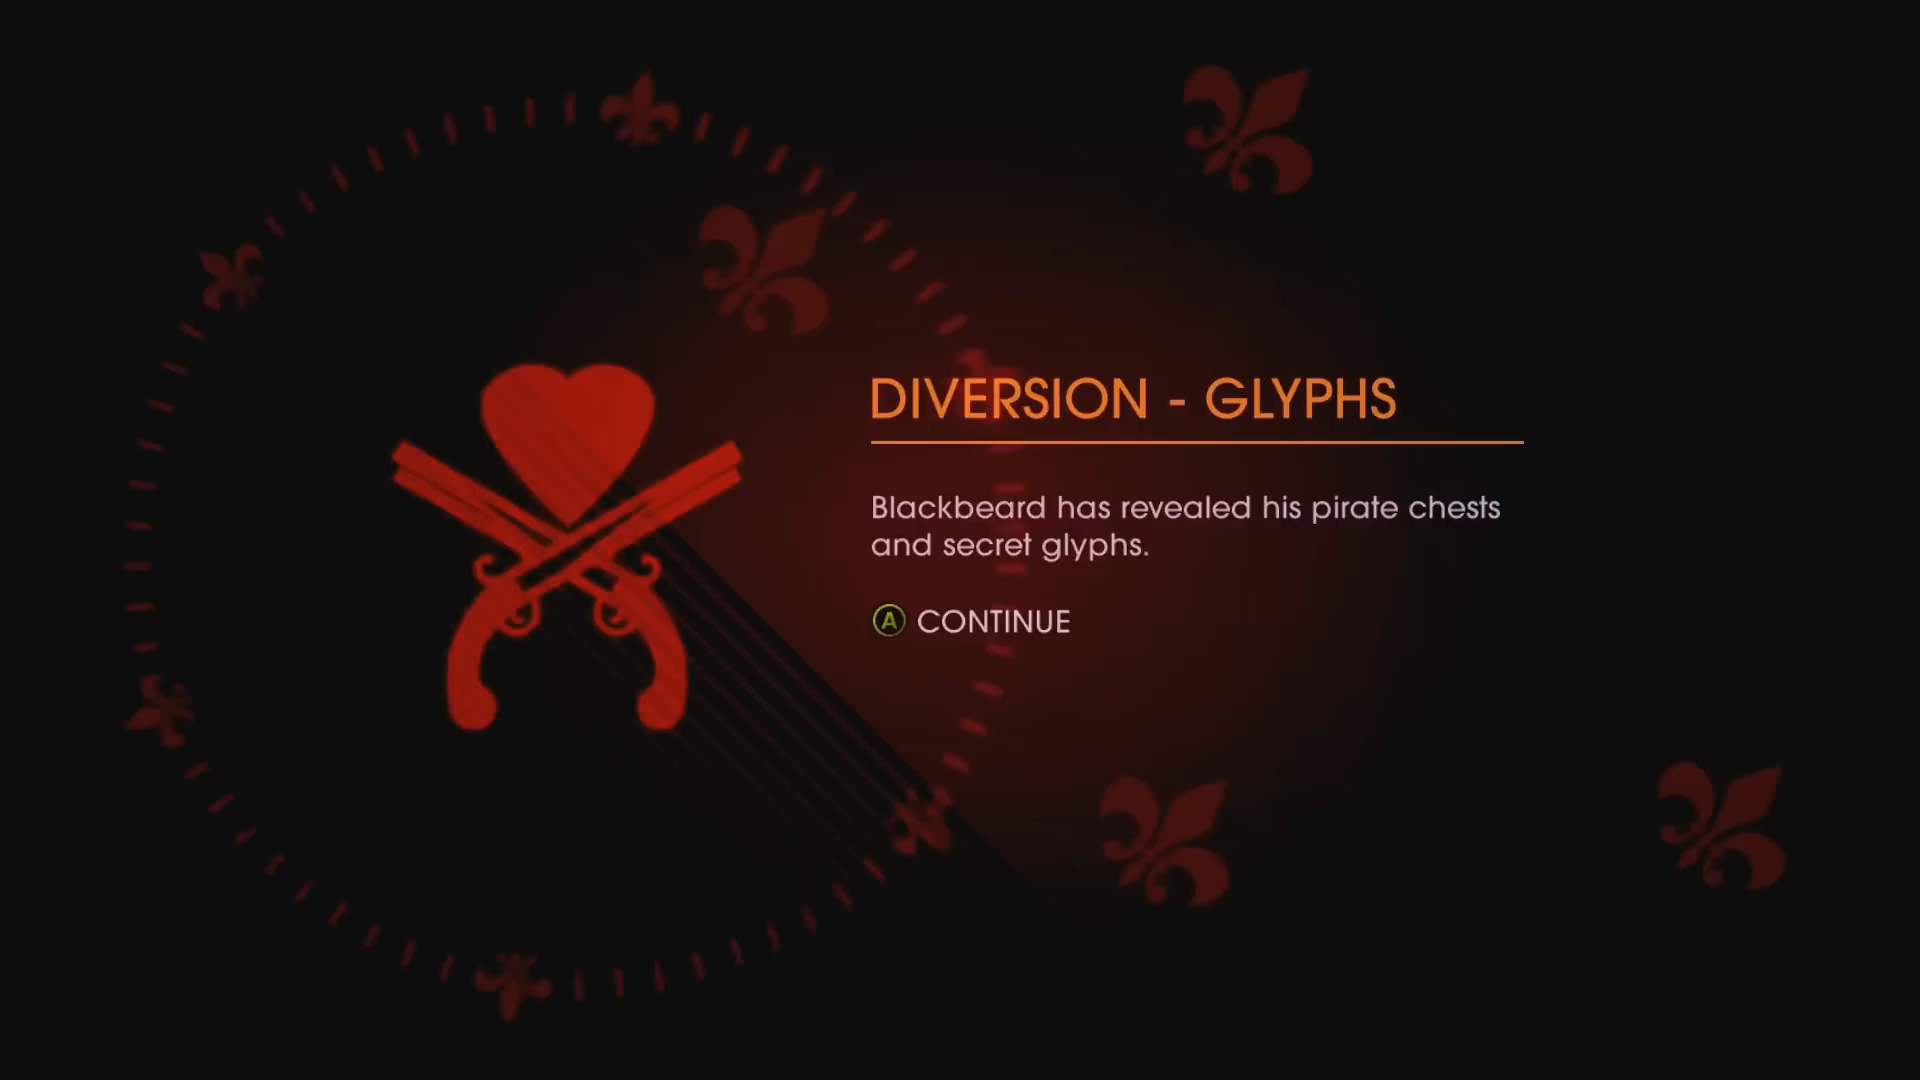 DIVERSION - GLYPHS
Blackbeard has revealed his pirate chests
and secret glyphs.
A CONTINUE